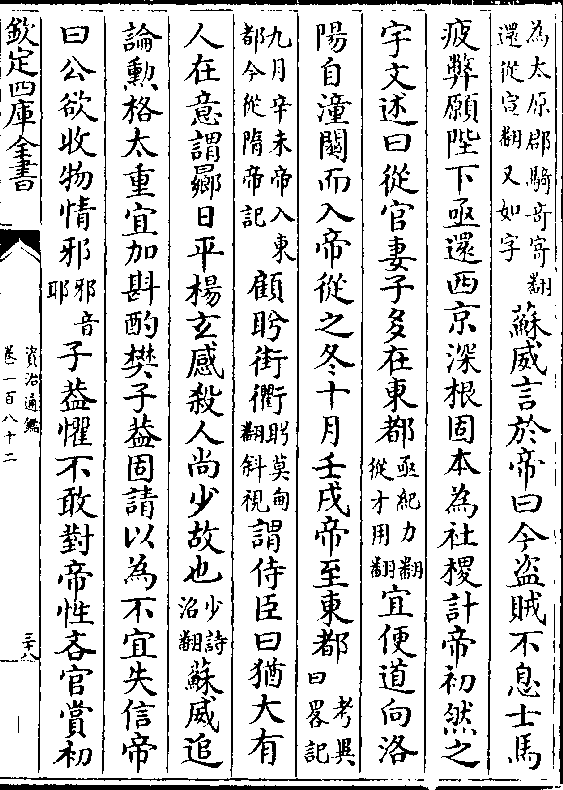 為太原郡騎奇寄翻
還從宣翻又如字
蘇威言於帝曰今盜賊不息士馬
疲弊願陛下亟還西京深根固本為社稷計帝初然之
宇文述曰從官妻子多在東都
亟紀力翻
從才用翻
宜便道向洛
陽自潼關而入帝從之冬十月壬戌帝至東都
考異
曰畧記
九月辛未帝入東
都今從隋帝記
顧眄街衢
眄莫甸
翻斜視
謂侍臣曰猶大有
人在意謂曏日平楊玄感殺人尚少故也
少詩
沼翻
蘇威追
論勲格太重宜加斟酌樊子葢固請以為不宜失信帝
曰公欲收物情邪
邪音
耶
子葢懼不敢對帝性吝官賞初
欽定四庫全書
資治通鑑
卷一百八十二
三十八